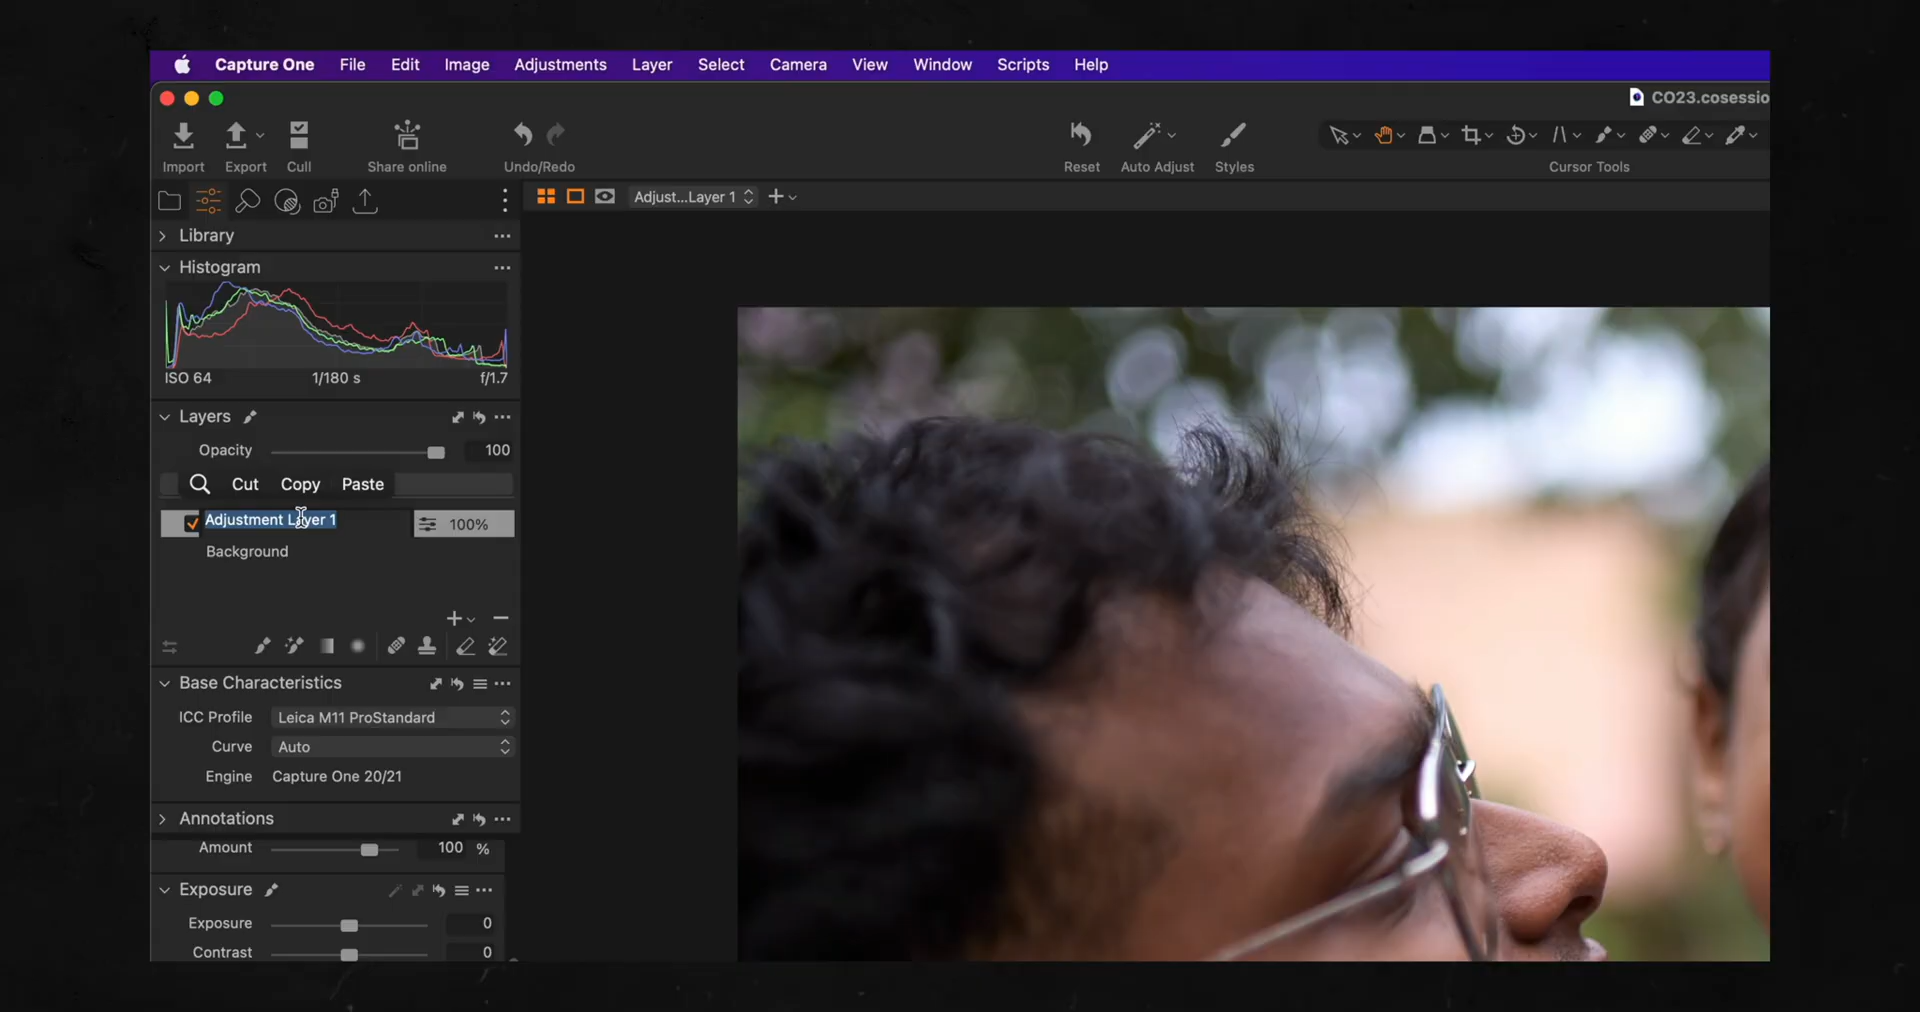 Capture One File Edit Image Adjustments Layer Select Camera View Window Scripts Help
CO23.cosessio
Import Export Cull Share online Undo/Redo Reset Auto Adjust Styles Cursor Tools
Adjust...Layer 1
Library
Histogram
ISO 64 1/180 s f/1.7
Layers
Opacity 100
Cut Copy Paste
Adjustment Layer 1 100%
Background
Base Characteristics
ICC Profile Leica M11 ProStandard
Curve Auto
Engine Capture One 20/21
Annotations
Amount 100 %
Exposure
Exposure 0
Contrast 0